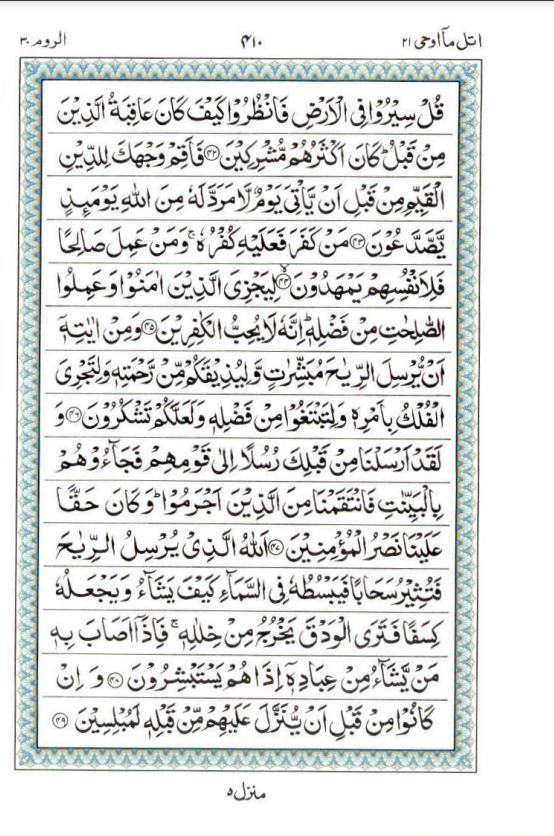 اتل ما اوحی ۲۱ ۴۱۰ الروم ۳۰
قُلْ سِيْرُوْا فِى الْاَرْضِ فَانْظُرُوْا كَيْفَ كَانَ عَاقِبَةُ الَّذِيْنَ
مِنْ قَبْلُ ؕ كَانَ اَكْثَرُهُمْ مُّشْرِكِيْنَ ۴۲ فَاَقِمْ وَجْهَكَ لِلدِّيْنِ
الْقَيِّمِ مِنْ قَبْلِ اَنْ يَّاْتِىَ يَوْمٌ لَّا مَرَدَّ لَهٗ مِنَ اللّٰهِ يَوْمَئِذٍ
يَّصَّدَّعُوْنَ ۴۳ مَنْ كَفَرَ فَعَلَيْهِ كُفْرُهٗ ۚ وَمَنْ عَمِلَ صَالِحًا
فَلِاَنْفُسِهِمْ يَمْهَدُوْنَ ۴۴ لِيَجْزِىَ الَّذِيْنَ اٰمَنُوْا وَعَمِلُوا
الصّٰلِحٰتِ مِنْ فَضْلِهٖ ؕ اِنَّهٗ لَا يُحِبُّ الْكٰفِرِيْنَ ۴۵ وَمِنْ اٰيٰتِهٖۤ
اَنْ يُّرْسِلَ الرِّيٰحَ مُبَشِّرٰتٍ وَّلِيُذِيْقَكُمْ مِّنْ رَّحْمَتِهٖ وَلِتَجْرِىَ
الْفُلْكُ بِاَمْرِهٖ وَلِتَبْتَغُوْا مِنْ فَضْلِهٖ وَلَعَلَّكُمْ تَشْكُرُوْنَ ۴۶ وَ
لَقَدْ اَرْسَلْنَا مِنْ قَبْلِكَ رُسُلًا اِلٰى قَوْمِهِمْ فَجَآءُوْهُمْ
بِالْبَيِّنٰتِ فَانْتَقَمْنَا مِنَ الَّذِيْنَ اَجْرَمُوْا ؕ وَكَانَ حَقًّا
عَلَيْنَا نَصْرُ الْمُؤْمِنِيْنَ ۴۷ اَللّٰهُ الَّذِىْ يُرْسِلُ الرِّيٰحَ
فَتُثِيْرُ سَحَابًا فَيَبْسُطُهٗ فِى السَّمَآءِ كَيْفَ يَشَآءُ وَيَجْعَلُهٗ
كِسَفًا فَتَرَى الْوَدْقَ يَخْرُجُ مِنْ خِلٰلِهٖ ۚ فَاِذَاۤ اَصَابَ بِهٖ
مَنْ يَّشَآءُ مِنْ عِبَادِهٖۤ اِذَا هُمْ يَسْتَبْشِرُوْنَ ۴۸ وَ اِنْ
كَانُوْا مِنْ قَبْلِ اَنْ يُّنَزَّلَ عَلَيْهِمْ مِّنْ قَبْلِهٖ لَمُبْلِسِيْنَ ۴۹
منزل ۵